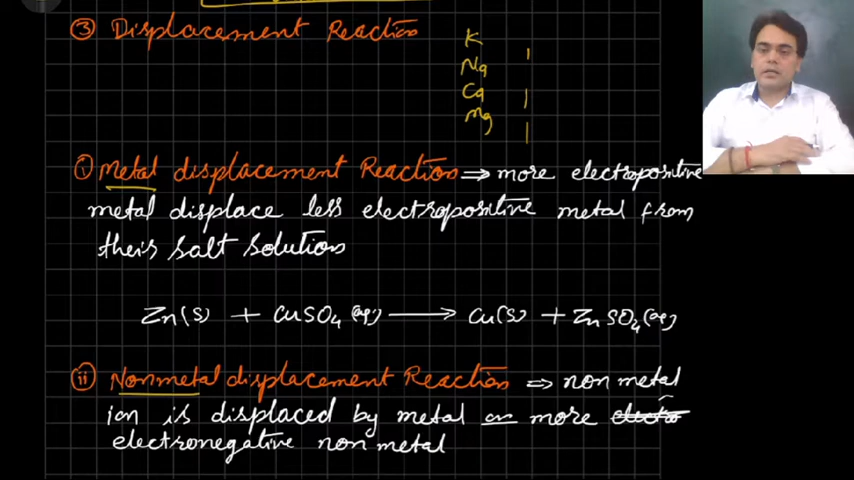 ③ Displacement Reaction
K
Na
Ca
Mg
(i) Metal displacement Reaction ⇒ more electropositive
metal displace less electropositive metal from
their salt solution
Zn(s) + CuSO4 (aq) ⟶ Cu(s) + ZnSO4 (aq)
(ii) Nonmetal displacement Reaction ⇒ non metal
ion is displaced by metal or more
electronegative non metal